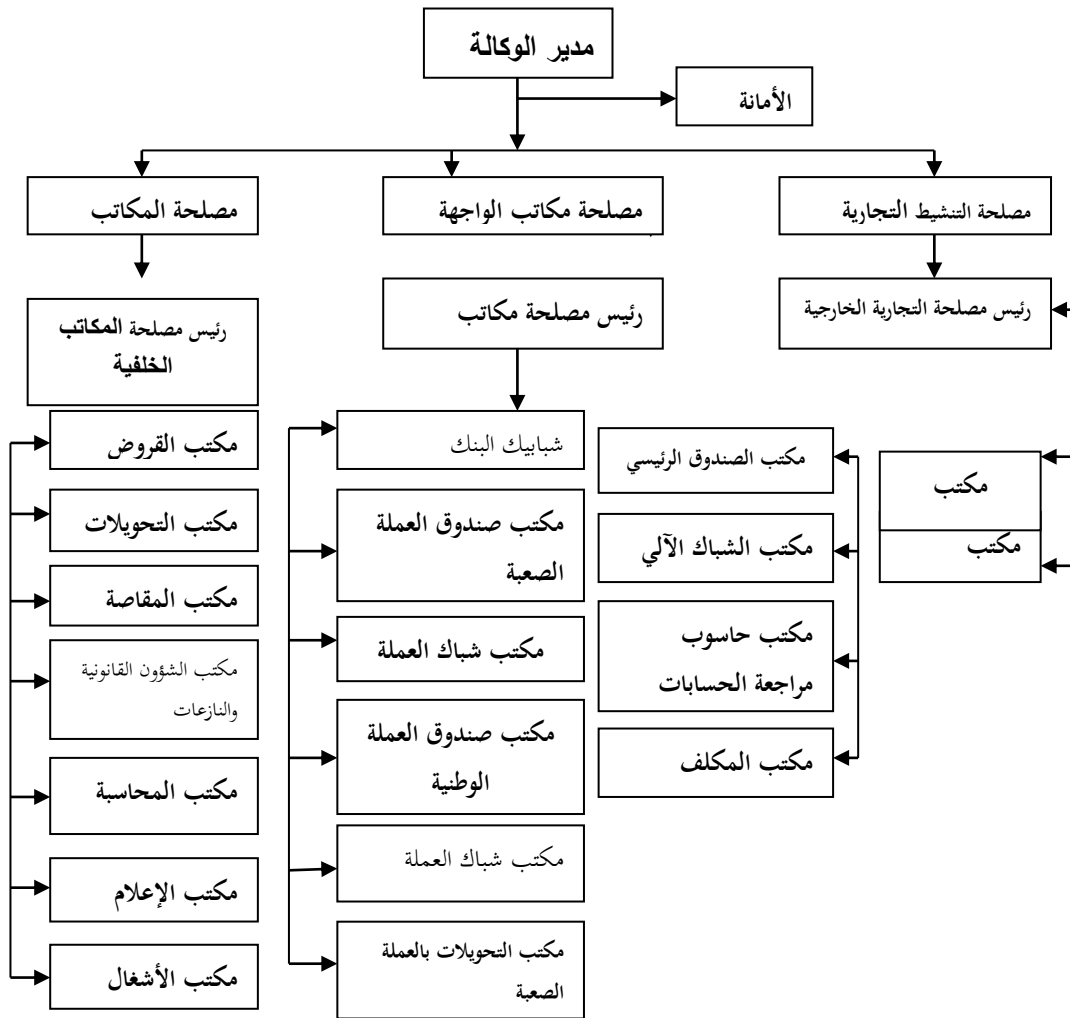 مدير الوكالة
الأمانة
مصلحة التنشيط التجارية
مصلحة مكاتب الواجهة
مصلحة المكاتب
رئيس مصلحة التجارية الخارجية
رئيس مصلحة مكاتب
رئيس مصلحة المكاتب
الخلفية
مكتب
مكتب
مكتب الصندوق الرئيسي
مكتب الشباك الآلي
مكتب حاسوب
مراجعة الحسابات
مكتب المكلف
شبابيك البنك
مكتب صندوق العملة
الصعبة
مكتب شباك العملة
مكتب صندوق العملة
الوطنية
مكتب شباك العملة
مكتب التحويلات بالعملة
الصعبة
مكتب القروض
مكتب التحويلات
مكتب المقاصة
مكتب الشؤون القانونية
والنازعات
مكتب المحاسبة
مكتب الإعلام
مكتب الأشغال